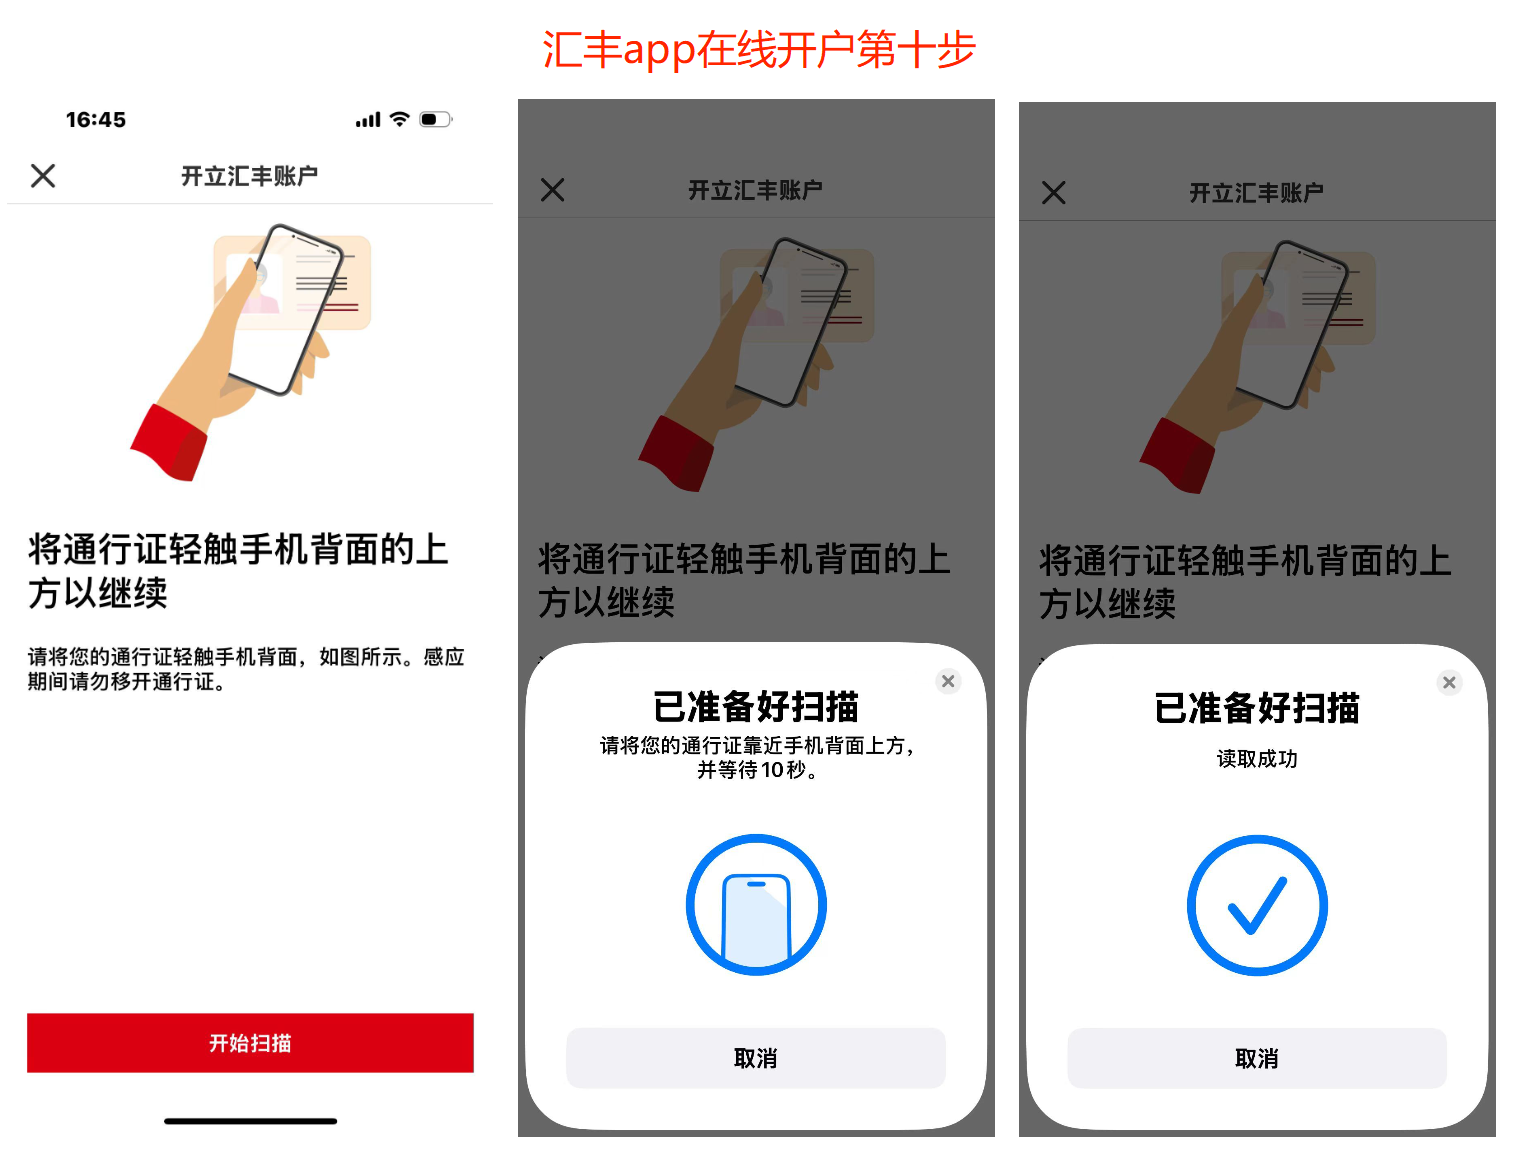 汇丰app在线开户第十步
16:45
开立汇丰账户
将通行证轻触手机背面的上
方以继续
请将您的通行证轻触手机背面，如图所示。感应
期间请勿移开通行证。
开始扫描
开立汇丰账户
将通行证轻触手机背面的上
方以继续
已准备好扫描
请将您的通行证靠近手机背面上方，
并等待10秒。
取消
开立汇丰账户
将通行证轻触手机背面的上
方以继续
已准备好扫描
读取成功
取消